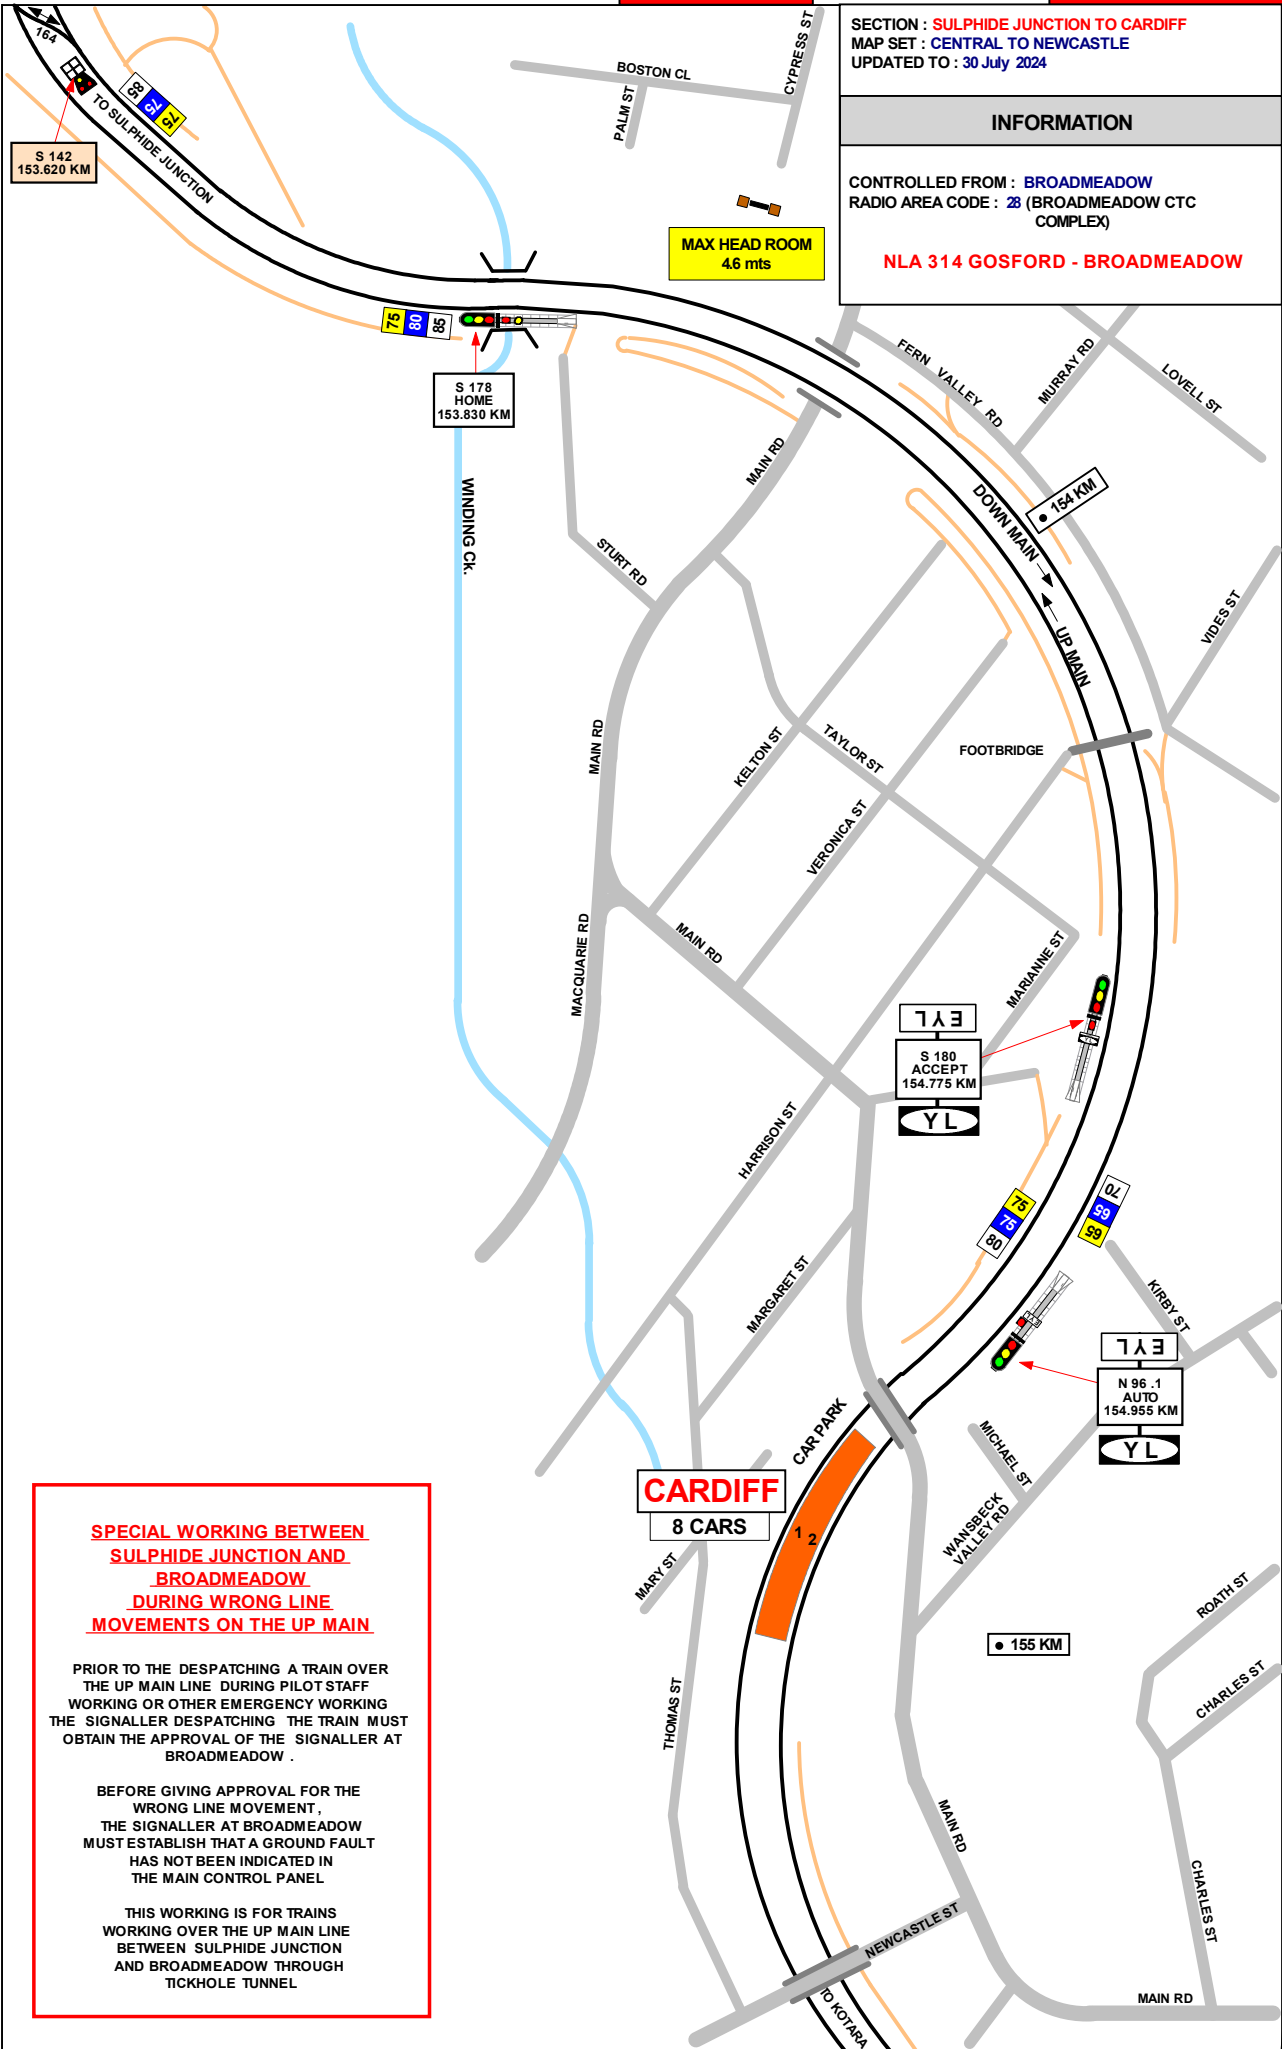 SECTION : SULPHIDE JUNCTION TO CARDIFF
MAP SET : CENTRAL TO NEWCASTLE
UPDATED TO : 30 July 2024
INFORMATION
CONTROLLED FROM : BROADMEADOW
RADIO AREA CODE : 28 (BROADMEADOW CTC
COMPLEX)
NLA 314 GOSFORD - BROADMEADOW
164
85
75
75
TO SULPHIDE JUNCTION
S 142
153.620 KM
BOSTON CL
PALM ST
CYPRESS ST
MAX HEAD ROOM
4.6 mts
75
80
85
S 178
HOME
153.830 KM
WINDING Ck.
FERN VALLEY RD
MURRAY RD
LOVELL ST
MAIN RD
154 KM
DOWN MAIN
UP MAIN
STURT RD
VIDES ST
MAIN RD
KELTON ST
TAYLOR ST
FOOTBRIDGE
VERONICA ST
MACQUARIE RD
MAIN RD
MARIANNE ST
EYL
S 180
ACCEPT
154.775 KM
YL
HARRISON ST
75
75
80
70
65
65
MARGARET ST
KIRBY ST
EYL
N 96 .1
AUTO
154.955 KM
YL
CAR PARK
MICHAEL ST
WANSBECK
VALLEY RD
CARDIFF
8 CARS
1
2
MARY ST
ROATH ST
155 KM
CHARLES ST
THOMAS ST
MAIN RD
CHARLES ST
NEWCASTLE ST
MAIN RD
TO KOTARA
SPECIAL WORKING BETWEEN
SULPHIDE JUNCTION AND
BROADMEADOW
DURING WRONG LINE
MOVEMENTS ON THE UP MAIN
PRIOR TO THE DESPATCHING A TRAIN OVER
THE UP MAIN LINE DURING PILOT STAFF
WORKING OR OTHER EMERGENCY WORKING
THE SIGNALLER DESPATCHING THE TRAIN MUST
OBTAIN THE APPROVAL OF THE SIGNALLER AT
BROADMEADOW .
BEFORE GIVING APPROVAL FOR THE
WRONG LINE MOVEMENT ,
THE SIGNALLER AT BROADMEADOW
MUST ESTABLISH THAT A GROUND FAULT
HAS NOT BEEN INDICATED IN
THE MAIN CONTROL PANEL
THIS WORKING IS FOR TRAINS
WORKING OVER THE UP MAIN LINE
BETWEEN SULPHIDE JUNCTION
AND BROADMEADOW THROUGH
TICKHOLE TUNNEL